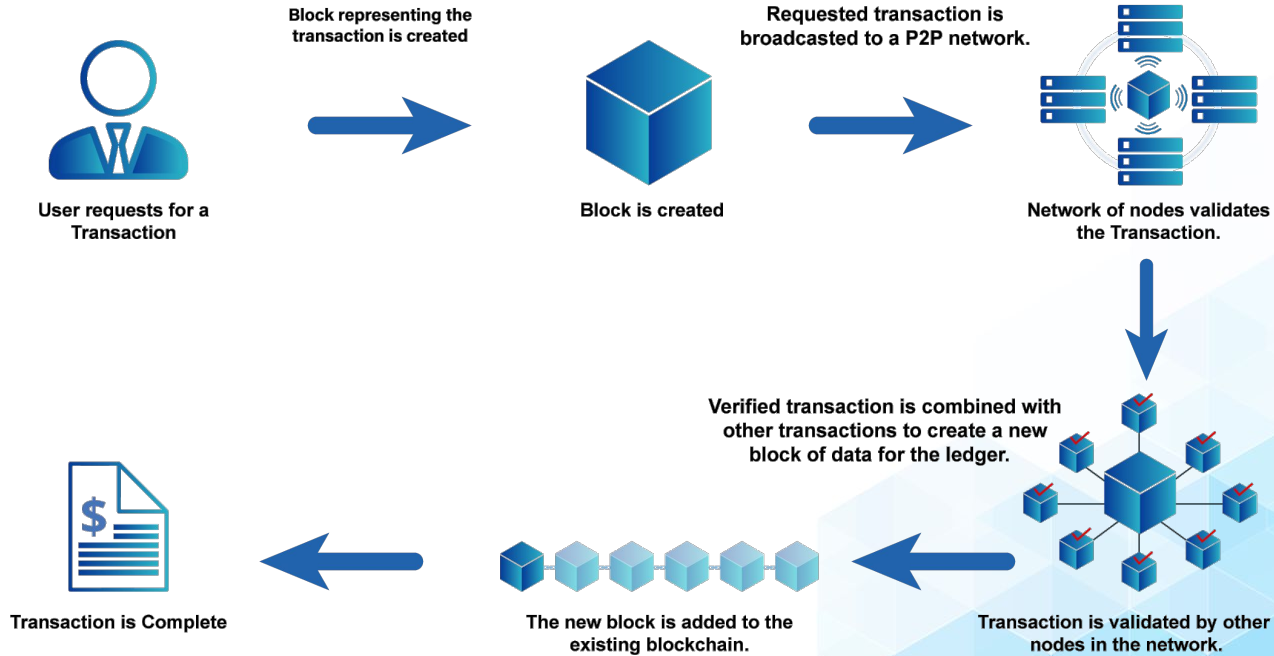 Block representing the
transaction is created
Requested transaction is
broadcasted to a P2P network.
User requests for a
Transaction
Block is created
Network of nodes validates
the Transaction.
Verified transaction is combined with
other transactions to create a new
block of data for the ledger.
$
Transaction is Complete
The new block is added to the
existing blockchain.
Transaction is validated by other
nodes in the network.